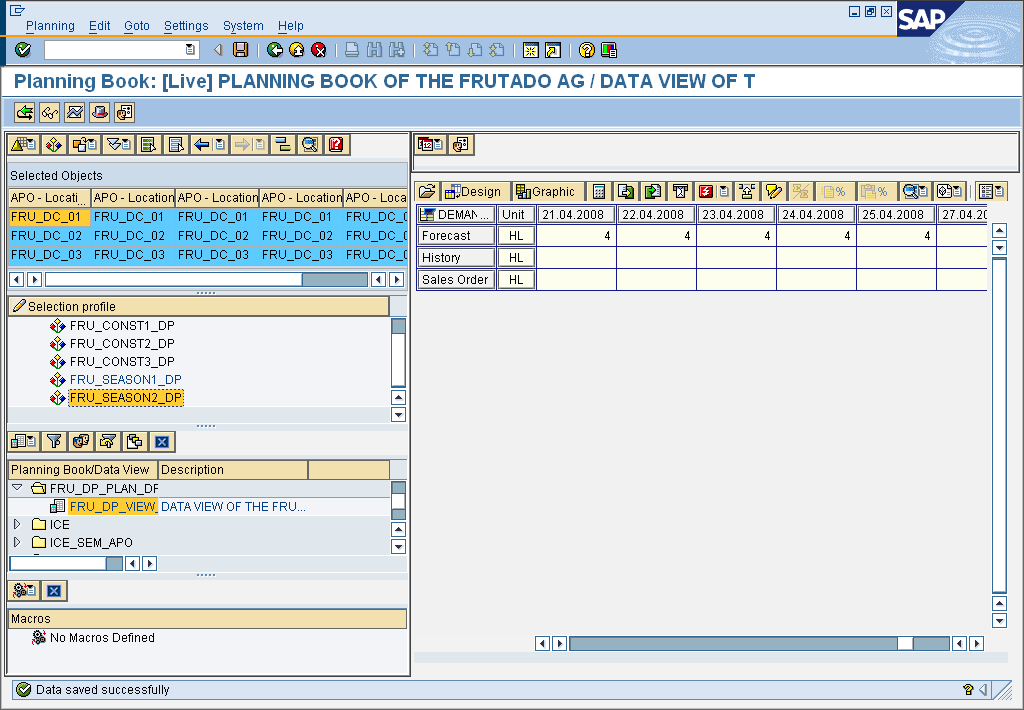 Planning Edit Goto Settings System Help
SAP
Planning Book: [Live] PLANNING BOOK OF THE FRUTADO AG / DATA VIEW OF T
Selected Objects
APO - Locati... APO - Location APO - Location APO - Location APO - Loca
FRU_DC_01 FRU_DC_01 FRU_DC_01 FRU_DC_01 FRU_DC_0
FRU_DC_02 FRU_DC_02 FRU_DC_02 FRU_DC_02 FRU_DC_0
FRU_DC_03 FRU_DC_03 FRU_DC_03 FRU_DC_03 FRU_DC_0
Selection profile
FRU_CONST1_DP
FRU_CONST2_DP
FRU_CONST3_DP
FRU_SEASON1_DP
FRU_SEASON2_DP
Planning Book/Data View Description
FRU_DP_PLAN_DF
FRU_DP_VIEW_ DATA VIEW OF THE FRU...
ICE
ICE_SEM_APO
Macros
No Macros Defined
Design Graphic
DEMAN... Unit 21.04.2008 22.04.2008 23.04.2008 24.04.2008 25.04.2008 27.04.20
Forecast HL 4 4 4 4 4
History HL
Sales Order HL
Data saved successfully